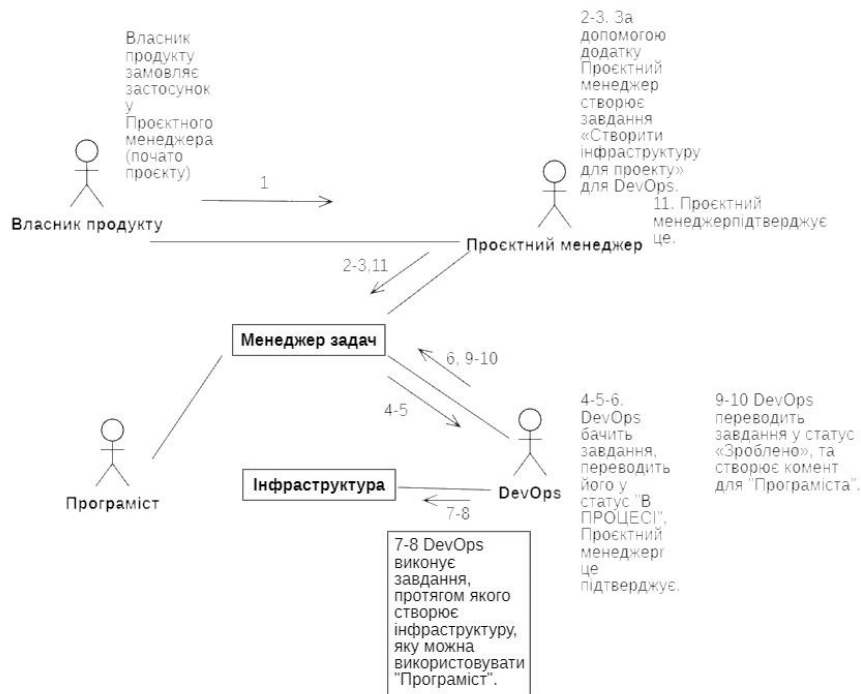 Власник
продукту
замовляє
застосунок
у
Проєктного
менеджера
(почато
проєкту)
1
Власник продукту
2-3. За
допомогою
додатку
Проєктний
менеджер
створює
завдання
«Створити
інфраструктуру
для проекту»
для DevOps.
11. Проєктний
менеджерпідтверджує
це.
Проєктний менеджер
2-3,11
Менеджер задач
6, 9-10
4-5
Програміст
Інфраструктура
7-8
DevOps
4-5-6.
DevOps
бачить
завдання,
переводить
його у
статус "В
ПРОЦЕСІ",
Проєктний
менеджерг
це
підтверджує.
9-10 DevOps
переводить
завдання у статус
«Зроблено», та
створює комент
для "Програміста".
7-8 DevOps
виконує
завдання,
протягом якого
створює
інфраструктуру,
яку можна
використовувати
"Програміст".